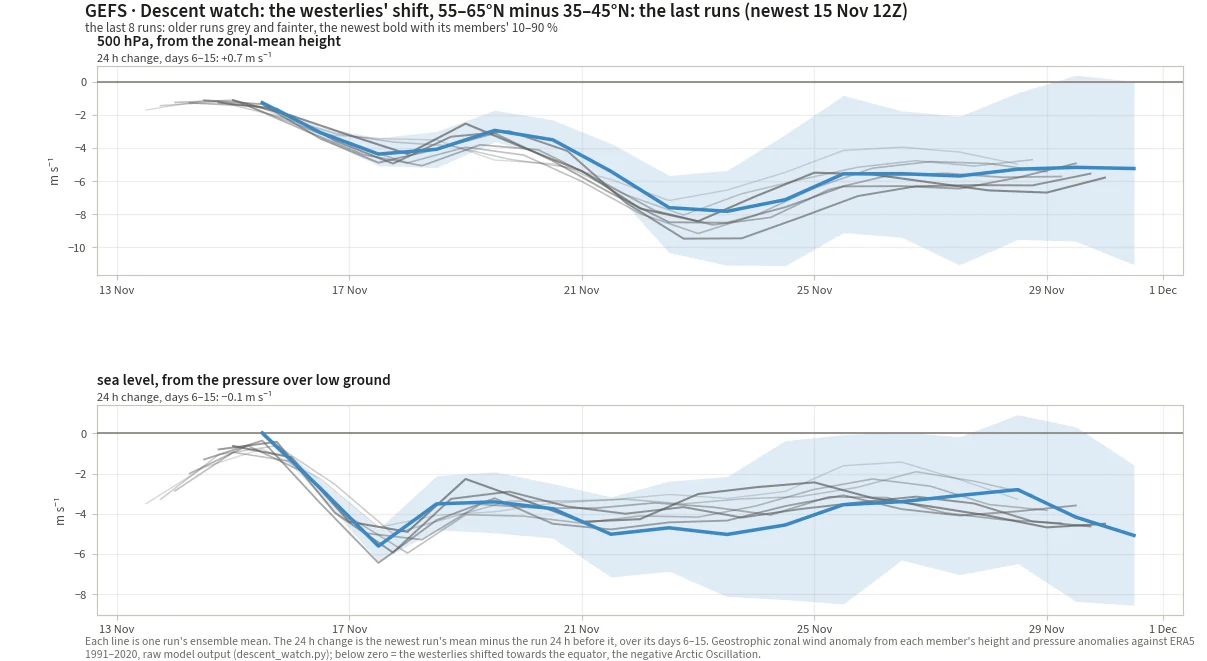 GEFS · Descent watch: the westerlies' shift, 55–65°N minus 35–45°N: the last runs (newest 15 Nov 12Z)
the last 8 runs: older runs grey and fainter, the newest bold with its members' 10–90 %
500 hPa, from the zonal-mean height
24 h change, days 6–15: +0.7 m s⁻¹
0
−2
−4
−6
−8
−10
m s⁻¹
13 Nov 17 Nov 21 Nov 25 Nov 29 Nov 1 Dec
sea level, from the pressure over low ground
24 h change, days 6–15: −0.1 m s⁻¹
0
−2
−4
−6
−8
m s⁻¹
13 Nov 17 Nov 21 Nov 25 Nov 29 Nov 1 Dec
Each line is one run's ensemble mean. The 24 h change is the newest run's mean minus the run 24 h before it, over its days 6–15. Geostrophic zonal wind anomaly from each member's height and pressure anomalies against ERA5
1991–2020, raw model output (descent_watch.py); below zero = the westerlies shifted towards the equator, the negative Arctic Oscillation.